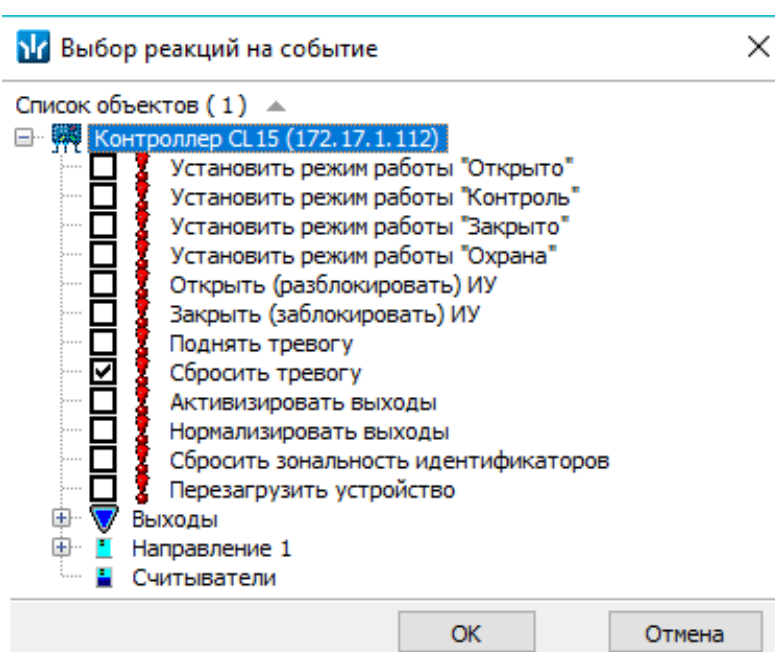 Выбор реакций на событие
Список объектов ( 1 )
Контроллер CL15 (172.17.1.112)
Установить режим работы "Открыто"
Установить режим работы "Контроль"
Установить режим работы "Закрыто"
Установить режим работы "Охрана"
Открыть (разблокировать) ИУ
Закрыть (заблокировать) ИУ
Поднять тревогу
Сбросить тревогу
Активизировать выходы
Нормализировать выходы
Сбросить зональность идентификаторов
Перезагрузить устройство
Выходы
Направление 1
Считыватели
ОК Отмена